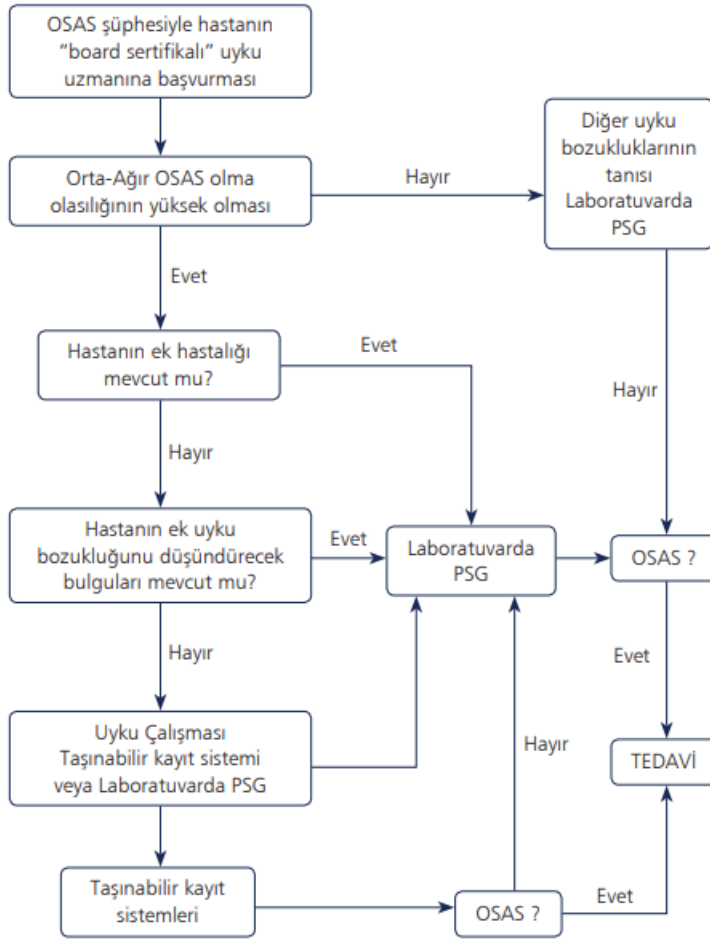 OSAS şüphesiyle hastanın
“board sertifikalı” uyku
uzmanına başvurması
Diğer uyku
bozukluklarının
tanısı
Laboratuvarda
PSG
Orta-Ağır OSAS olma
olasılığının yüksek olması
Hayır
Evet
Hastanın ek hastalığı
mevcut mu?
Evet
Hayır
Hayır
Hastanın ek uyku
bozukluğunu düşündürecek
bulguları mevcut mu?
Evet
Laboratuvarda
PSG
OSAS ?
Hayır
Evet
Uyku Çalışması
Taşınabilir kayıt sistemi
veya Laboratuvarda PSG
Hayır
TEDAVİ
Taşınabilir kayıt
sistemleri
OSAS ?
Evet